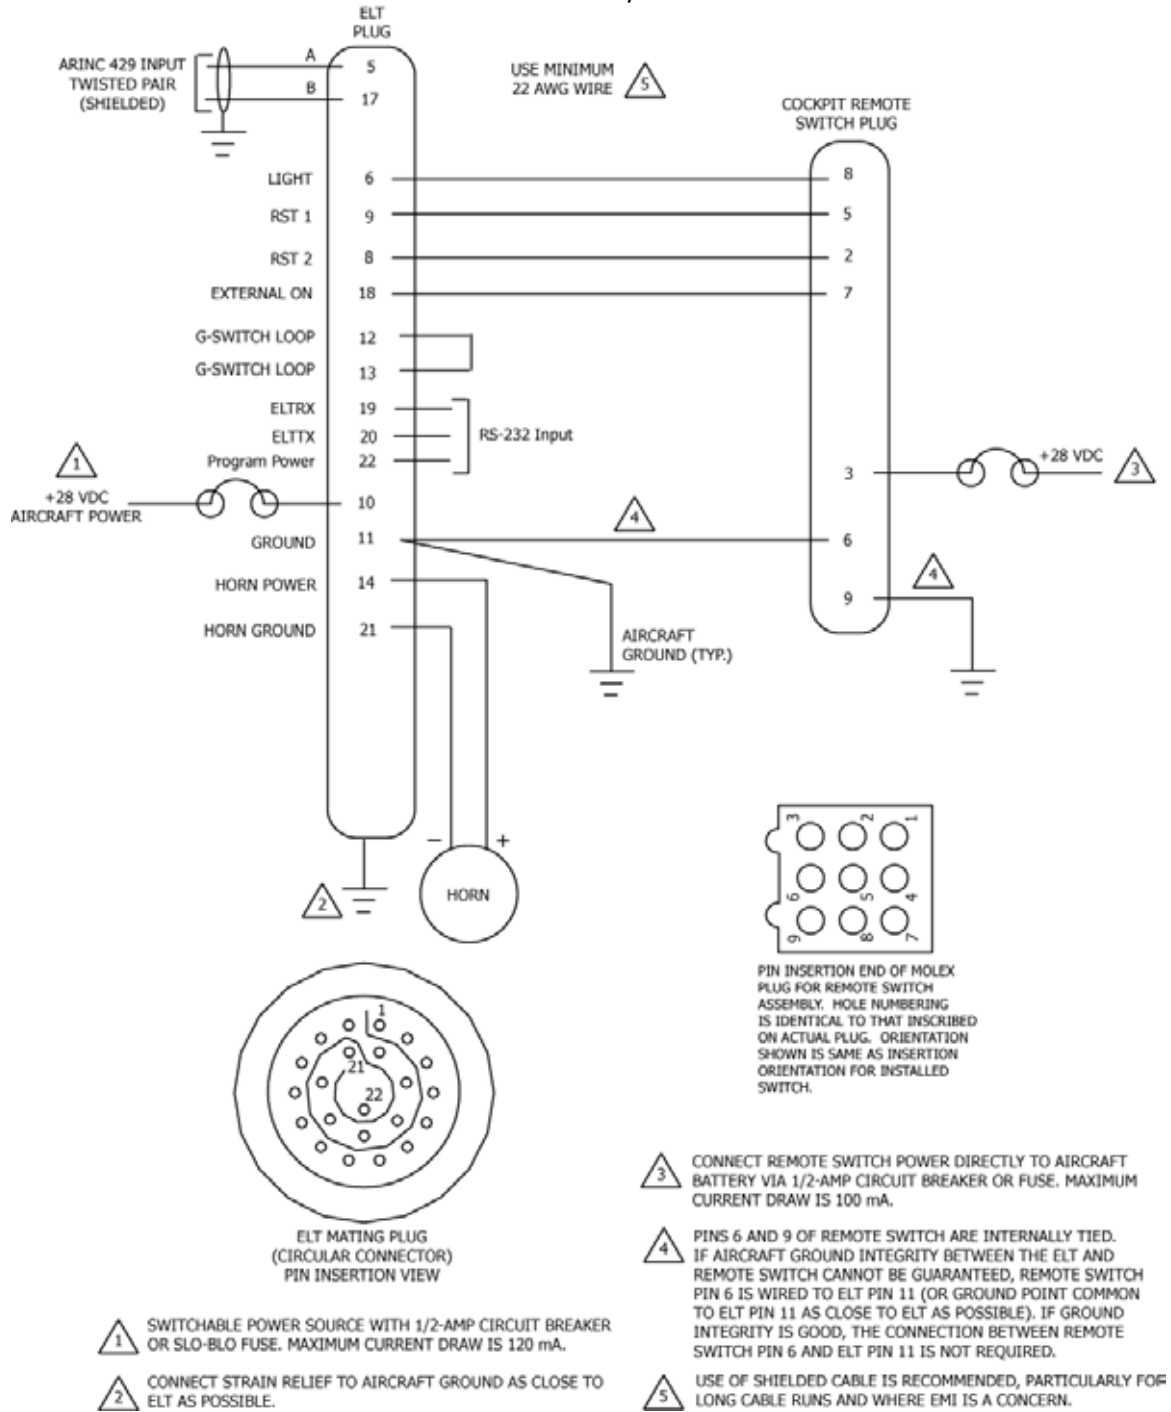 ELT
PLUG
ARINC 429 INPUT
TWISTED PAIR
(SHIELDED)
A
5
B
17
USE MINIMUM
22 AWG WIRE
5
COCKPIT REMOTE
SWITCH PLUG
LIGHT
6
8
RST 1
9
5
RST 2
8
2
EXTERNAL ON
18
7
G-SWITCH LOOP
12
G-SWITCH LOOP
13
ELTRX
19
ELTTX
20
RS-232 Input
Program Power
22
1
+28 VDC
AIRCRAFT POWER
10
3
+28 VDC
3
GROUND
11
4
6
HORN POWER
14
4
9
HORN GROUND
21
AIRCRAFT
GROUND (TYP.)
2
−
+
HORN
3
2
1
6
5
4
9
8
7
PIN INSERTION END OF MOLEX
PLUG FOR REMOTE SWITCH
ASSEMBLY. HOLE NUMBERING
IS IDENTICAL TO THAT INSCRIBED
ON ACTUAL PLUG. ORIENTATION
SHOWN IS SAME AS INSERTION
ORIENTATION FOR INSTALLED
SWITCH.
1
21
22
ELT MATING PLUG
(CIRCULAR CONNECTOR)
PIN INSERTION VIEW
1
SWITCHABLE POWER SOURCE WITH 1/2-AMP CIRCUIT BREAKER
OR SLO-BLO FUSE. MAXIMUM CURRENT DRAW IS 120 mA.
2
CONNECT STRAIN RELIEF TO AIRCRAFT GROUND AS CLOSE TO
ELT AS POSSIBLE.
3
CONNECT REMOTE SWITCH POWER DIRECTLY TO AIRCRAFT
BATTERY VIA 1/2-AMP CIRCUIT BREAKER OR FUSE. MAXIMUM
CURRENT DRAW IS 100 mA.
4
PINS 6 AND 9 OF REMOTE SWITCH ARE INTERNALLY TIED.
IF AIRCRAFT GROUND INTEGRITY BETWEEN THE ELT AND
REMOTE SWITCH CANNOT BE GUARANTEED, REMOTE SWITCH
PIN 6 IS WIRED TO ELT PIN 11 (OR GROUND POINT COMMON
TO ELT PIN 11 AS CLOSE TO ELT AS POSSIBLE). IF GROUND
INTEGRITY IS GOOD, THE CONNECTION BETWEEN REMOTE
SWITCH PIN 6 AND ELT PIN 11 IS NOT REQUIRED.
5
USE OF SHIELDED CABLE IS RECOMMENDED, PARTICULARLY FOR
LONG CABLE RUNS AND WHERE EMI IS A CONCERN.